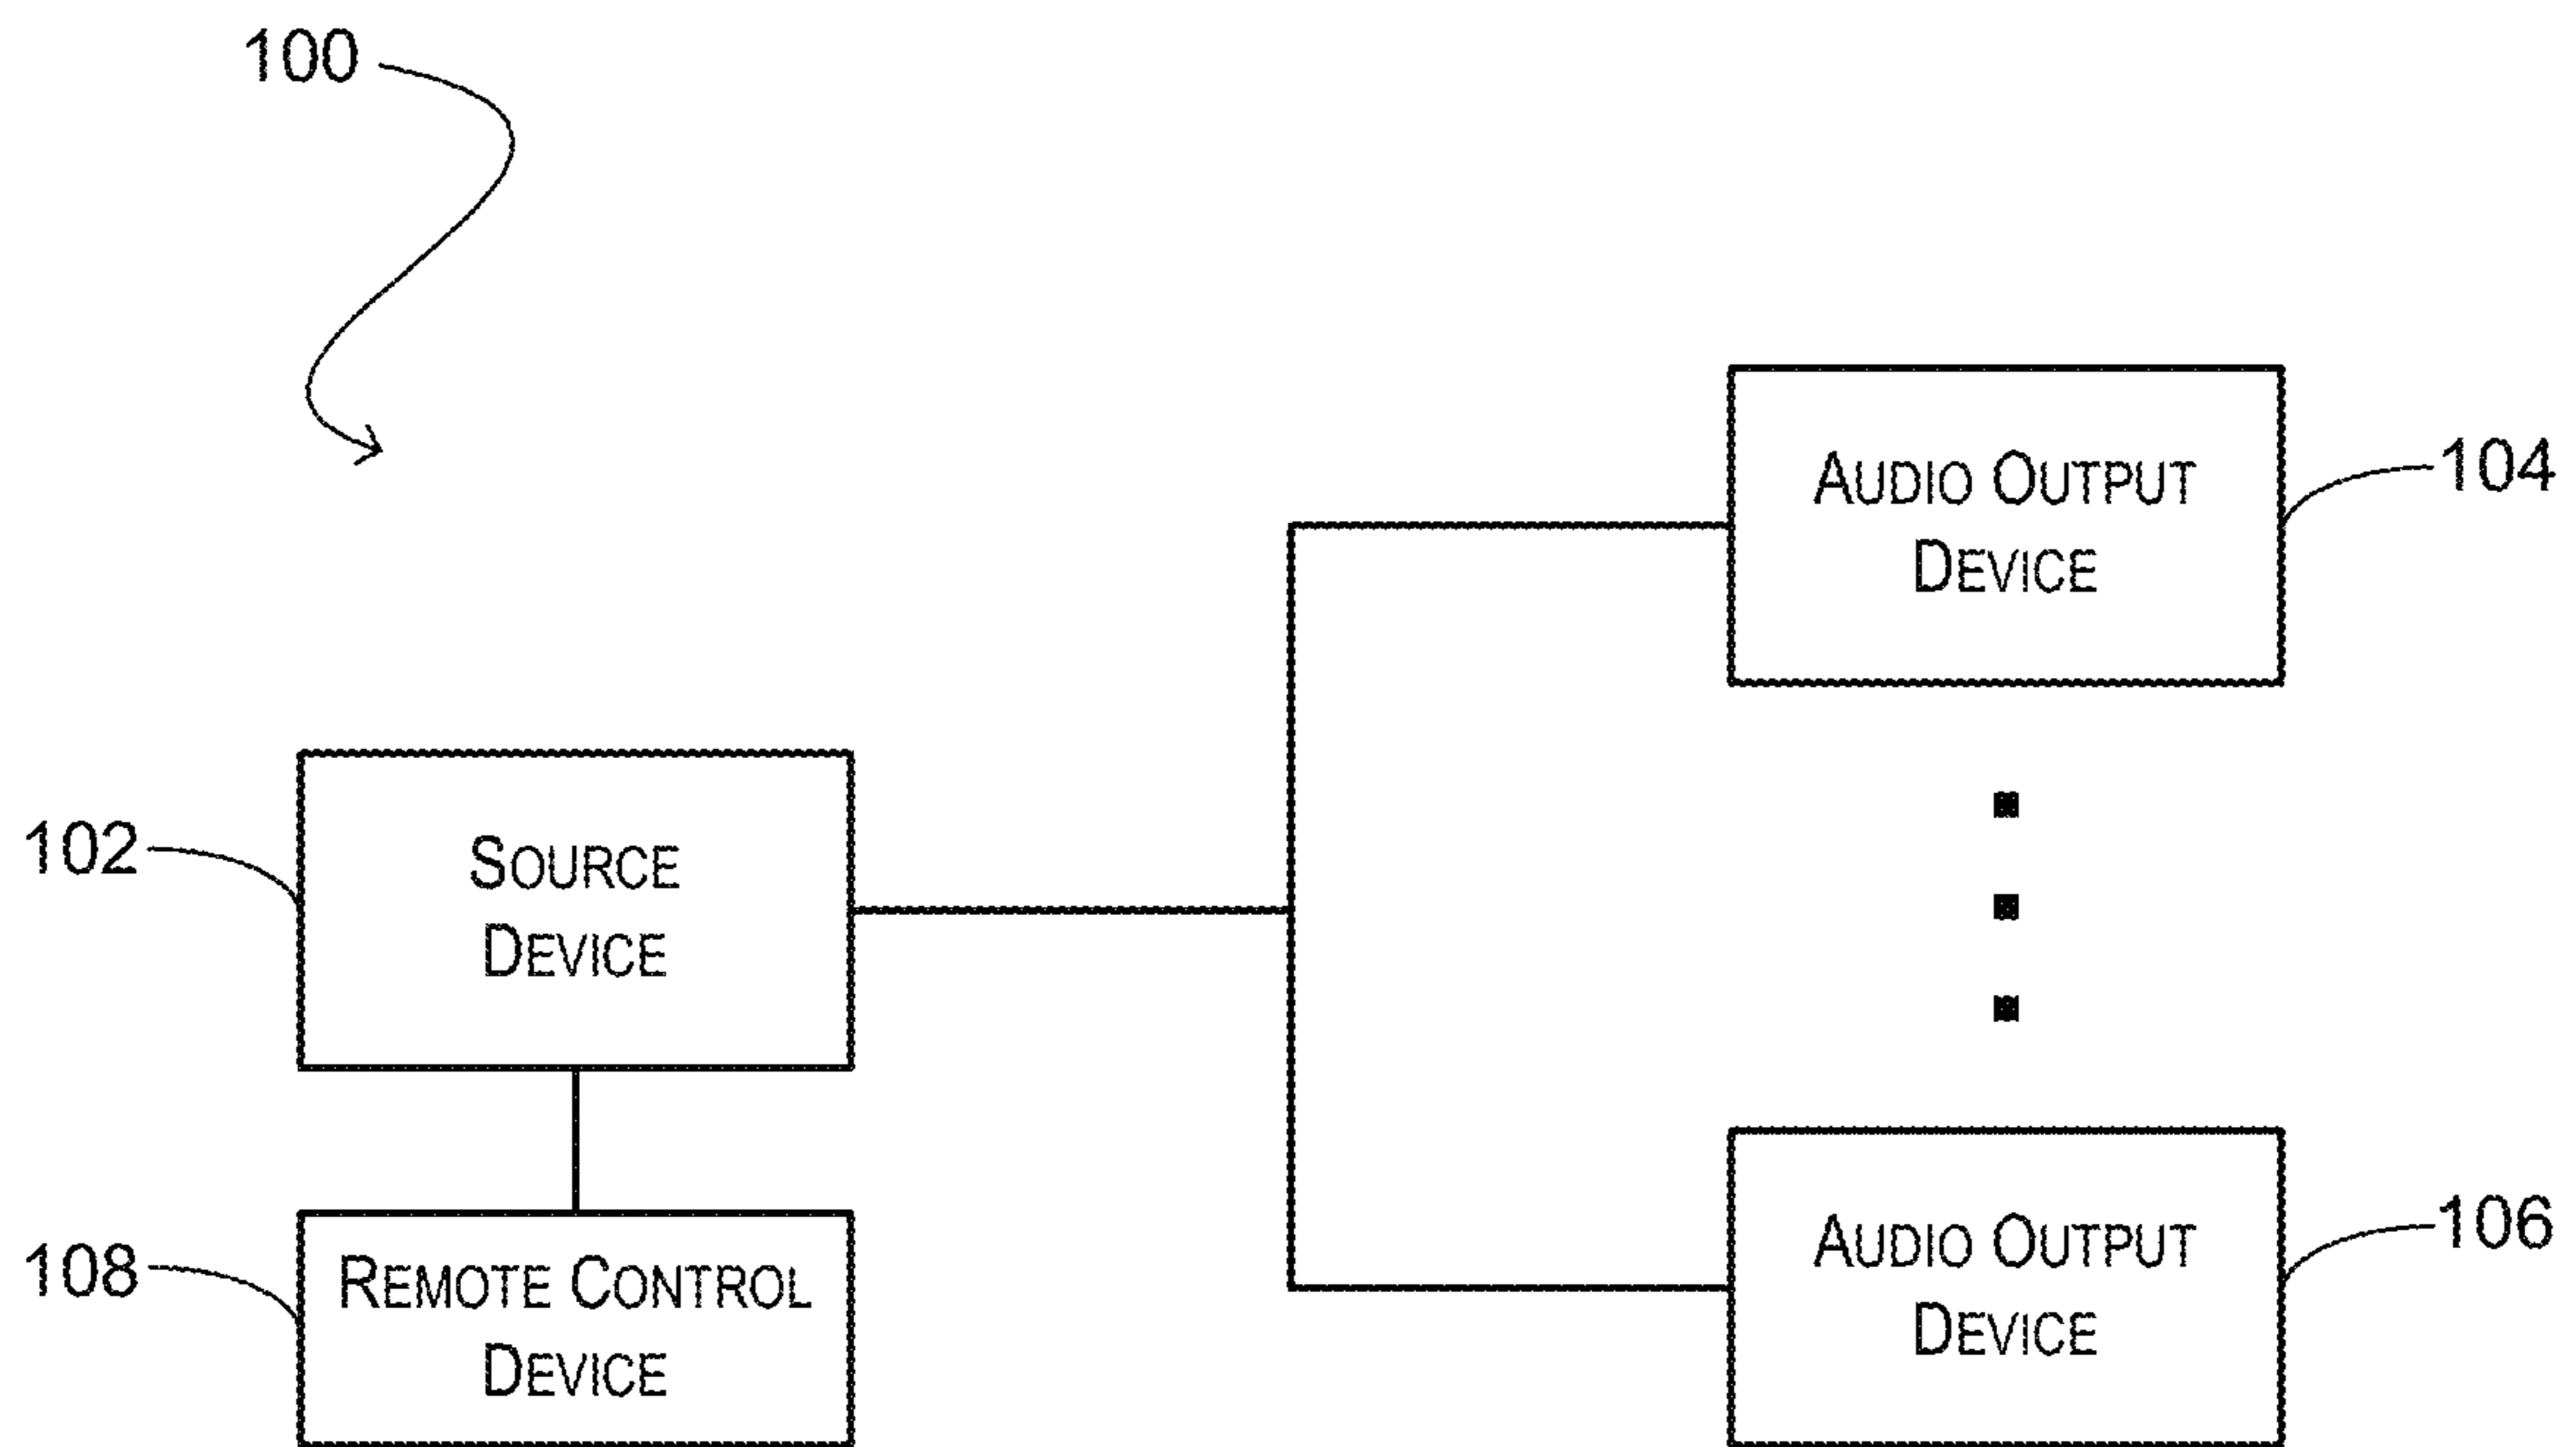 100
AUDIO OUTPUT
DEVICE
104
SOURCE
DEVICE
102
REMOTE CONTROL
DEVICE
108
AUDIO OUTPUT
DEVICE
106